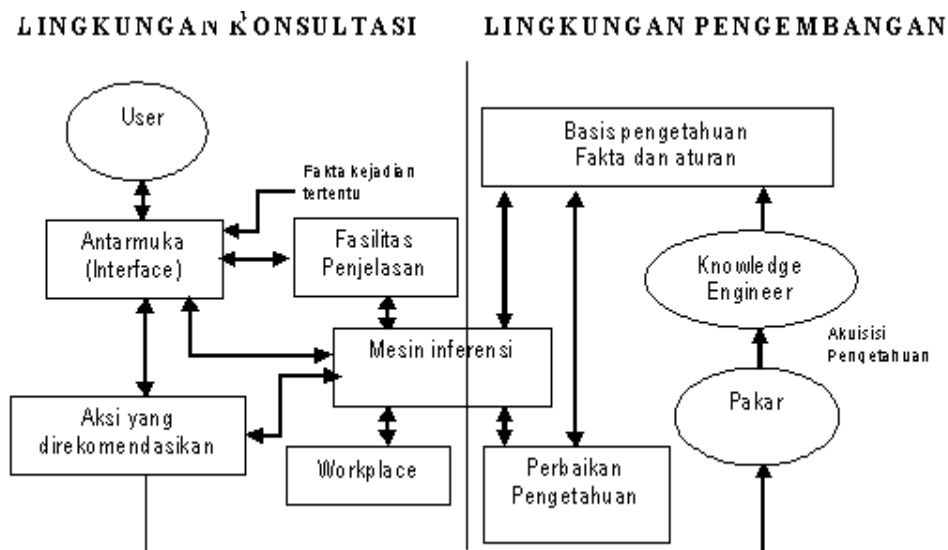 LINGKUNGAN KONSULTASI
LINGKUNGAN PENGEMBANGAN
User
Fakta kejadian
tertentu
Antarmuka
(Interface)
Fasilitas
Penjelasan
Mesin inferensi
Aksi yang
direkomendasikan
Workplace
Basis pengetahuan
Fakta dan aturan
Knowledge
Engineer
Akuisisi
Pengetahuan
Pakar
Perbaikan
Pengetahuan